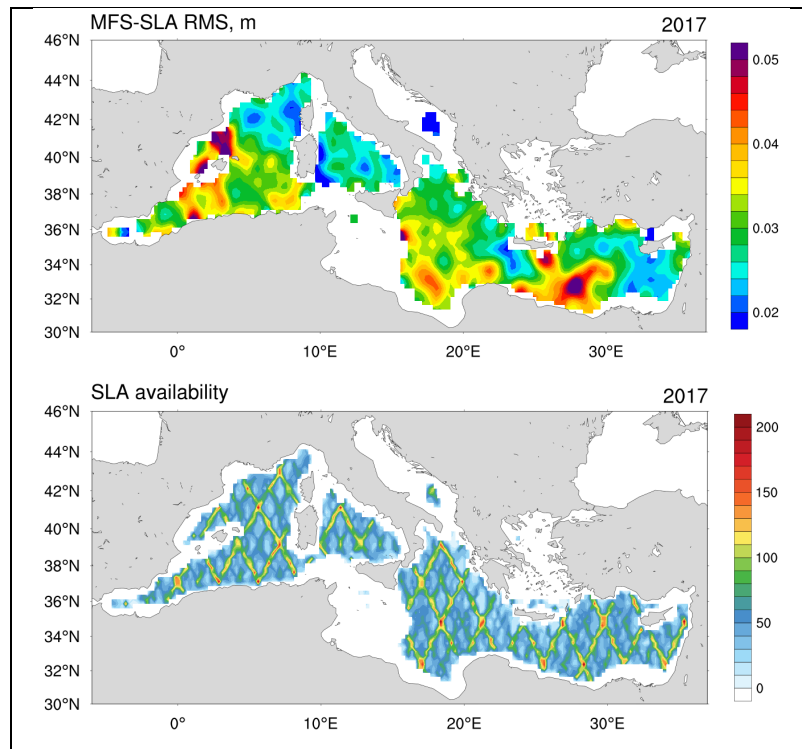 MFS-SLA RMS, m 2017
46°N
44°N
42°N
40°N
38°N
36°N
34°N
32°N
30°N
0° 10°E 20°E 30°E
0.05
0.04
0.03
0.02
SLA availability 2017
46°N
44°N
42°N
40°N
38°N
36°N
34°N
32°N
30°N
0° 10°E 20°E 30°E
200
150
100
50
0